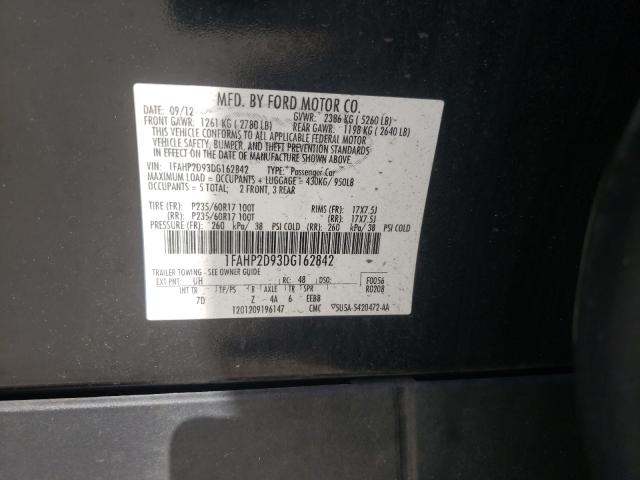 MFD. BY FORD MOTOR CO.
DATE: 09/12 GVWR: 2386 KG ( 5260 LB)
FRONT GAWR: 1261 KG ( 2780 LB) REAR GAWR: 1198 KG ( 2640 LB)
THIS VEHICLE CONFORMS TO ALL APPLICABLE FEDERAL MOTOR
VEHICLE SAFETY, BUMPER, AND THEFT PREVENTION STANDARDS
IN EFFECT ON THE DATE OF MANUFACTURE SHOWN ABOVE.
VIN: 1FAHP2D93DG162842 TYPE: Passenger Car
MAXIMUM LOAD = OCCUPANTS + LUGGAGE = 430KG/ 950LB
OCCUPANTS = 5 TOTAL; 2 FRONT, 3 REAR
TIRE (FR): P235/60R17 100T RIMS (FR): 17X7.5J
(RR): P235/60R17 100T (RR): 17X7.5J
PRESSURE (FR): 260 kPa/ 38 PSI COLD (RR): 260 kPa/ 38 PSI COLD
1FAHP2D93DG162842
TRAILER TOWING - SEE OWNER GUIDE
EXT PNT: UH RC: 48 DSO: F0056
INT TR TP/PS R AXLE TR SPR R0208
7D Z 4A 6 EEBB
1201209196147 CMC 5USA-5420472-AA